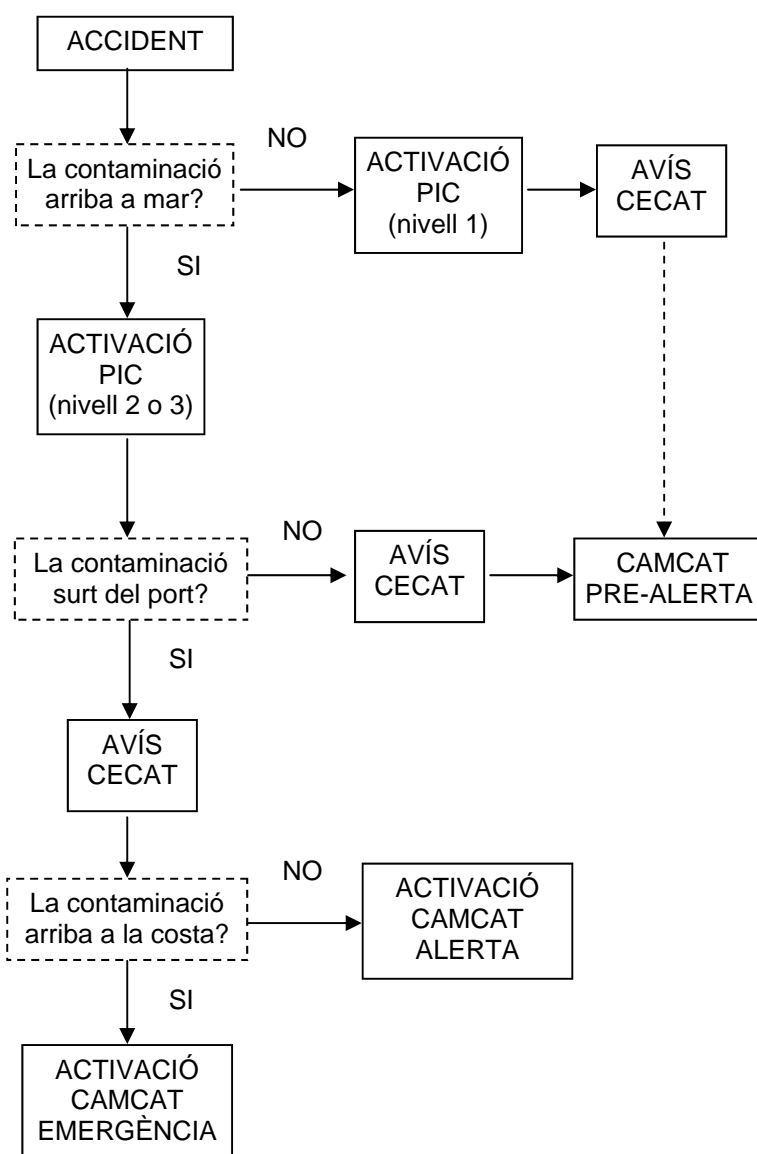 ACCIDENT
NO
La contaminació
arriba a mar?
ACTIVACIÓ
PIC
(nivell 1)
AVÍS
CECAT
SI
ACTIVACIÓ
PIC
(nivell 2 o 3)
NO
La contaminació
surt del port?
AVÍS
CECAT
CAMCAT
PRE-ALERTA
SI
AVÍS
CECAT
NO
La contaminació
arriba a la costa?
ACTIVACIÓ
CAMCAT
ALERTA
SI
ACTIVACIÓ
CAMCAT
EMERGÈNCIA